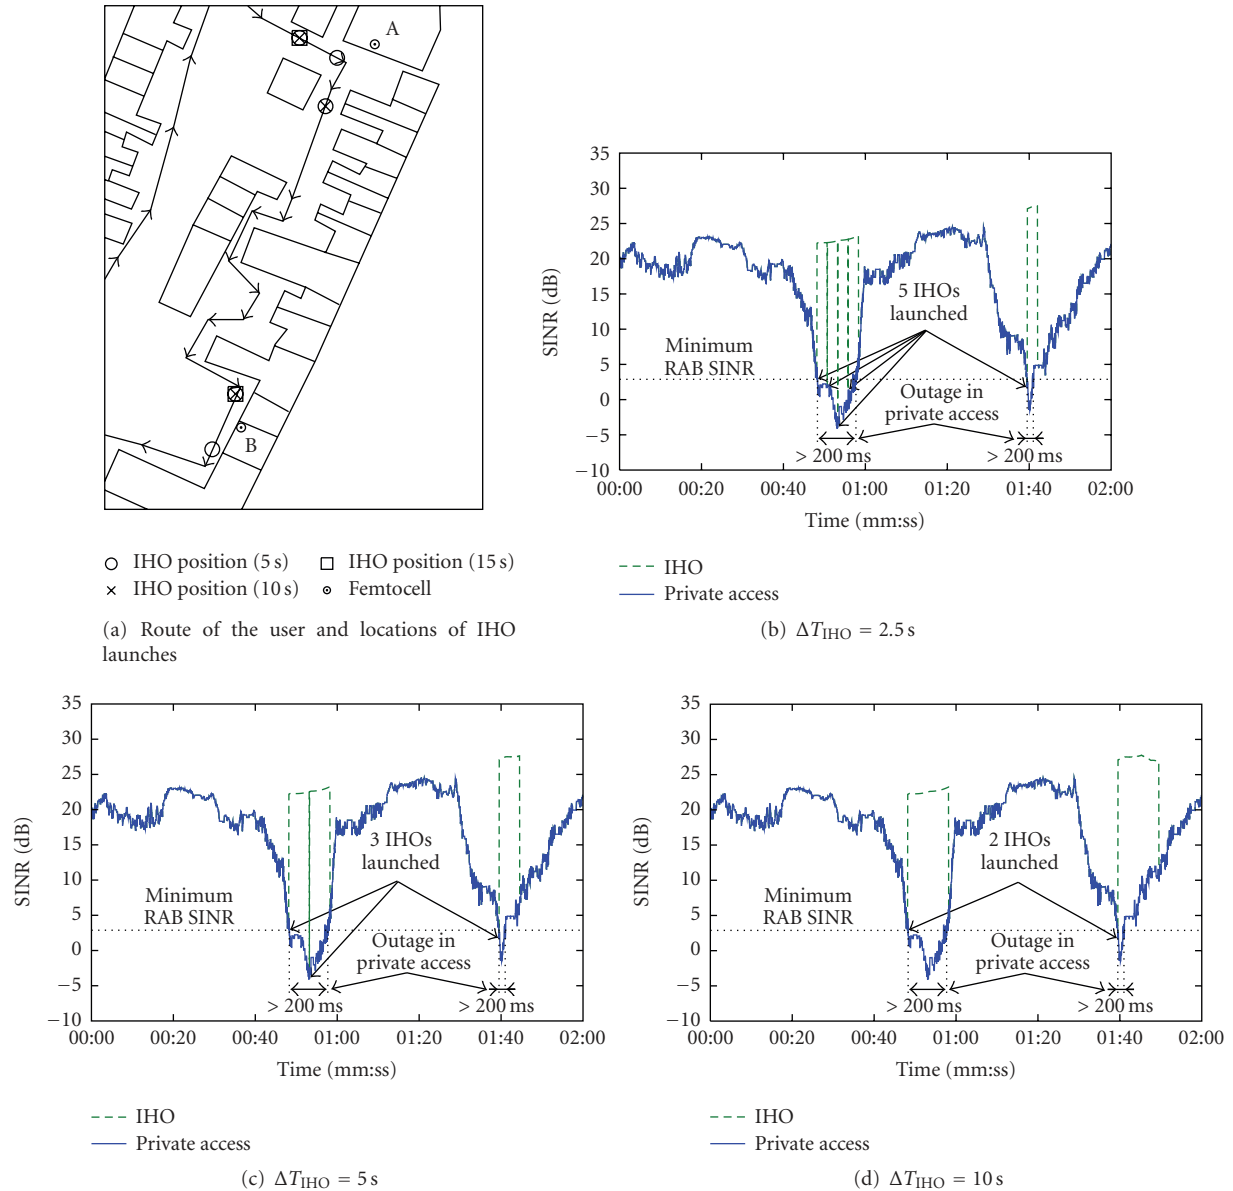 A
B
IHO position (5 s)
IHO position (15 s)
IHO position (10 s)
Femtocell
(a) Route of the user and locations of IHO
launches
35
30
25
20
15
10
5
0
−5
−10
SINR (dB)
5 IHOs
launched
Minimum
RAB SINR
Outage in
private access
> 200 ms
> 200 ms
00:00
00:20
00:40
01:00
01:20
01:40
02:00
Time (mm:ss)
IHO
Private access
(b) ΔT_IHO = 2.5 s
35
30
25
20
15
10
5
0
−5
−10
SINR (dB)
3 IHOs
launched
Minimum
RAB SINR
Outage in
private access
> 200 ms
> 200 ms
00:00
00:20
00:40
01:00
01:20
01:40
02:00
Time (mm:ss)
IHO
Private access
(c) ΔT_IHO = 5 s
35
30
25
20
15
10
5
0
−5
−10
SINR (dB)
2 IHOs
launched
Minimum
RAB SINR
Outage in
private access
> 200 ms
> 200 ms
00:00
00:20
00:40
01:00
01:20
01:40
02:00
Time (mm:ss)
IHO
Private access
(d) ΔT_IHO = 10 s